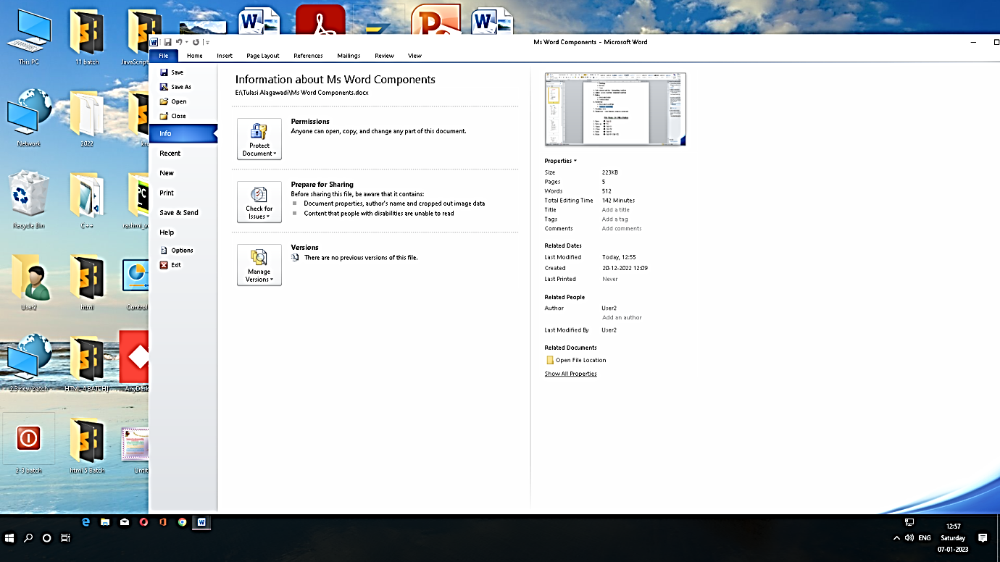 Ms Word Components - Microsoft Word
File Home Insert Page Layout References Mailings Review View
Save
Save As
Open
Close
Info
Recent
New
Print
Save & Send
Help
Options
Exit
Information about Ms Word Components
E:\Tulasi Alagawadi\Ms Word Components.docx
Protect
Document
Permissions
Anyone can open, copy, and change any part of this document.
Check for
Issues
Prepare for Sharing
Before sharing this file, be aware that it contains:
Document properties, author's name and cropped out image data
Content that people with disabilities are unable to read
Manage
Versions
Versions
There are no previous versions of this file.
Properties
Size 223KB
Pages 5
Words 512
Total Editing Time 142 Minutes
Title Add a title
Tags Add a tag
Comments Add comments
Related Dates
Last Modified Today, 12:55
Created 20-12-2022 12:09
Last Printed Never
Related People
Author User2
Add an author
Last Modified By User2
Related Documents
Open File Location
Show All Properties
This PC 11 batch JavaScript
Network 2022
Recycle Bin C++
User2 html Control
2-3 new batch AnyDesk
2-3 batch html 5 Batch Unti
12:57
ENG Saturday
07-01-2023